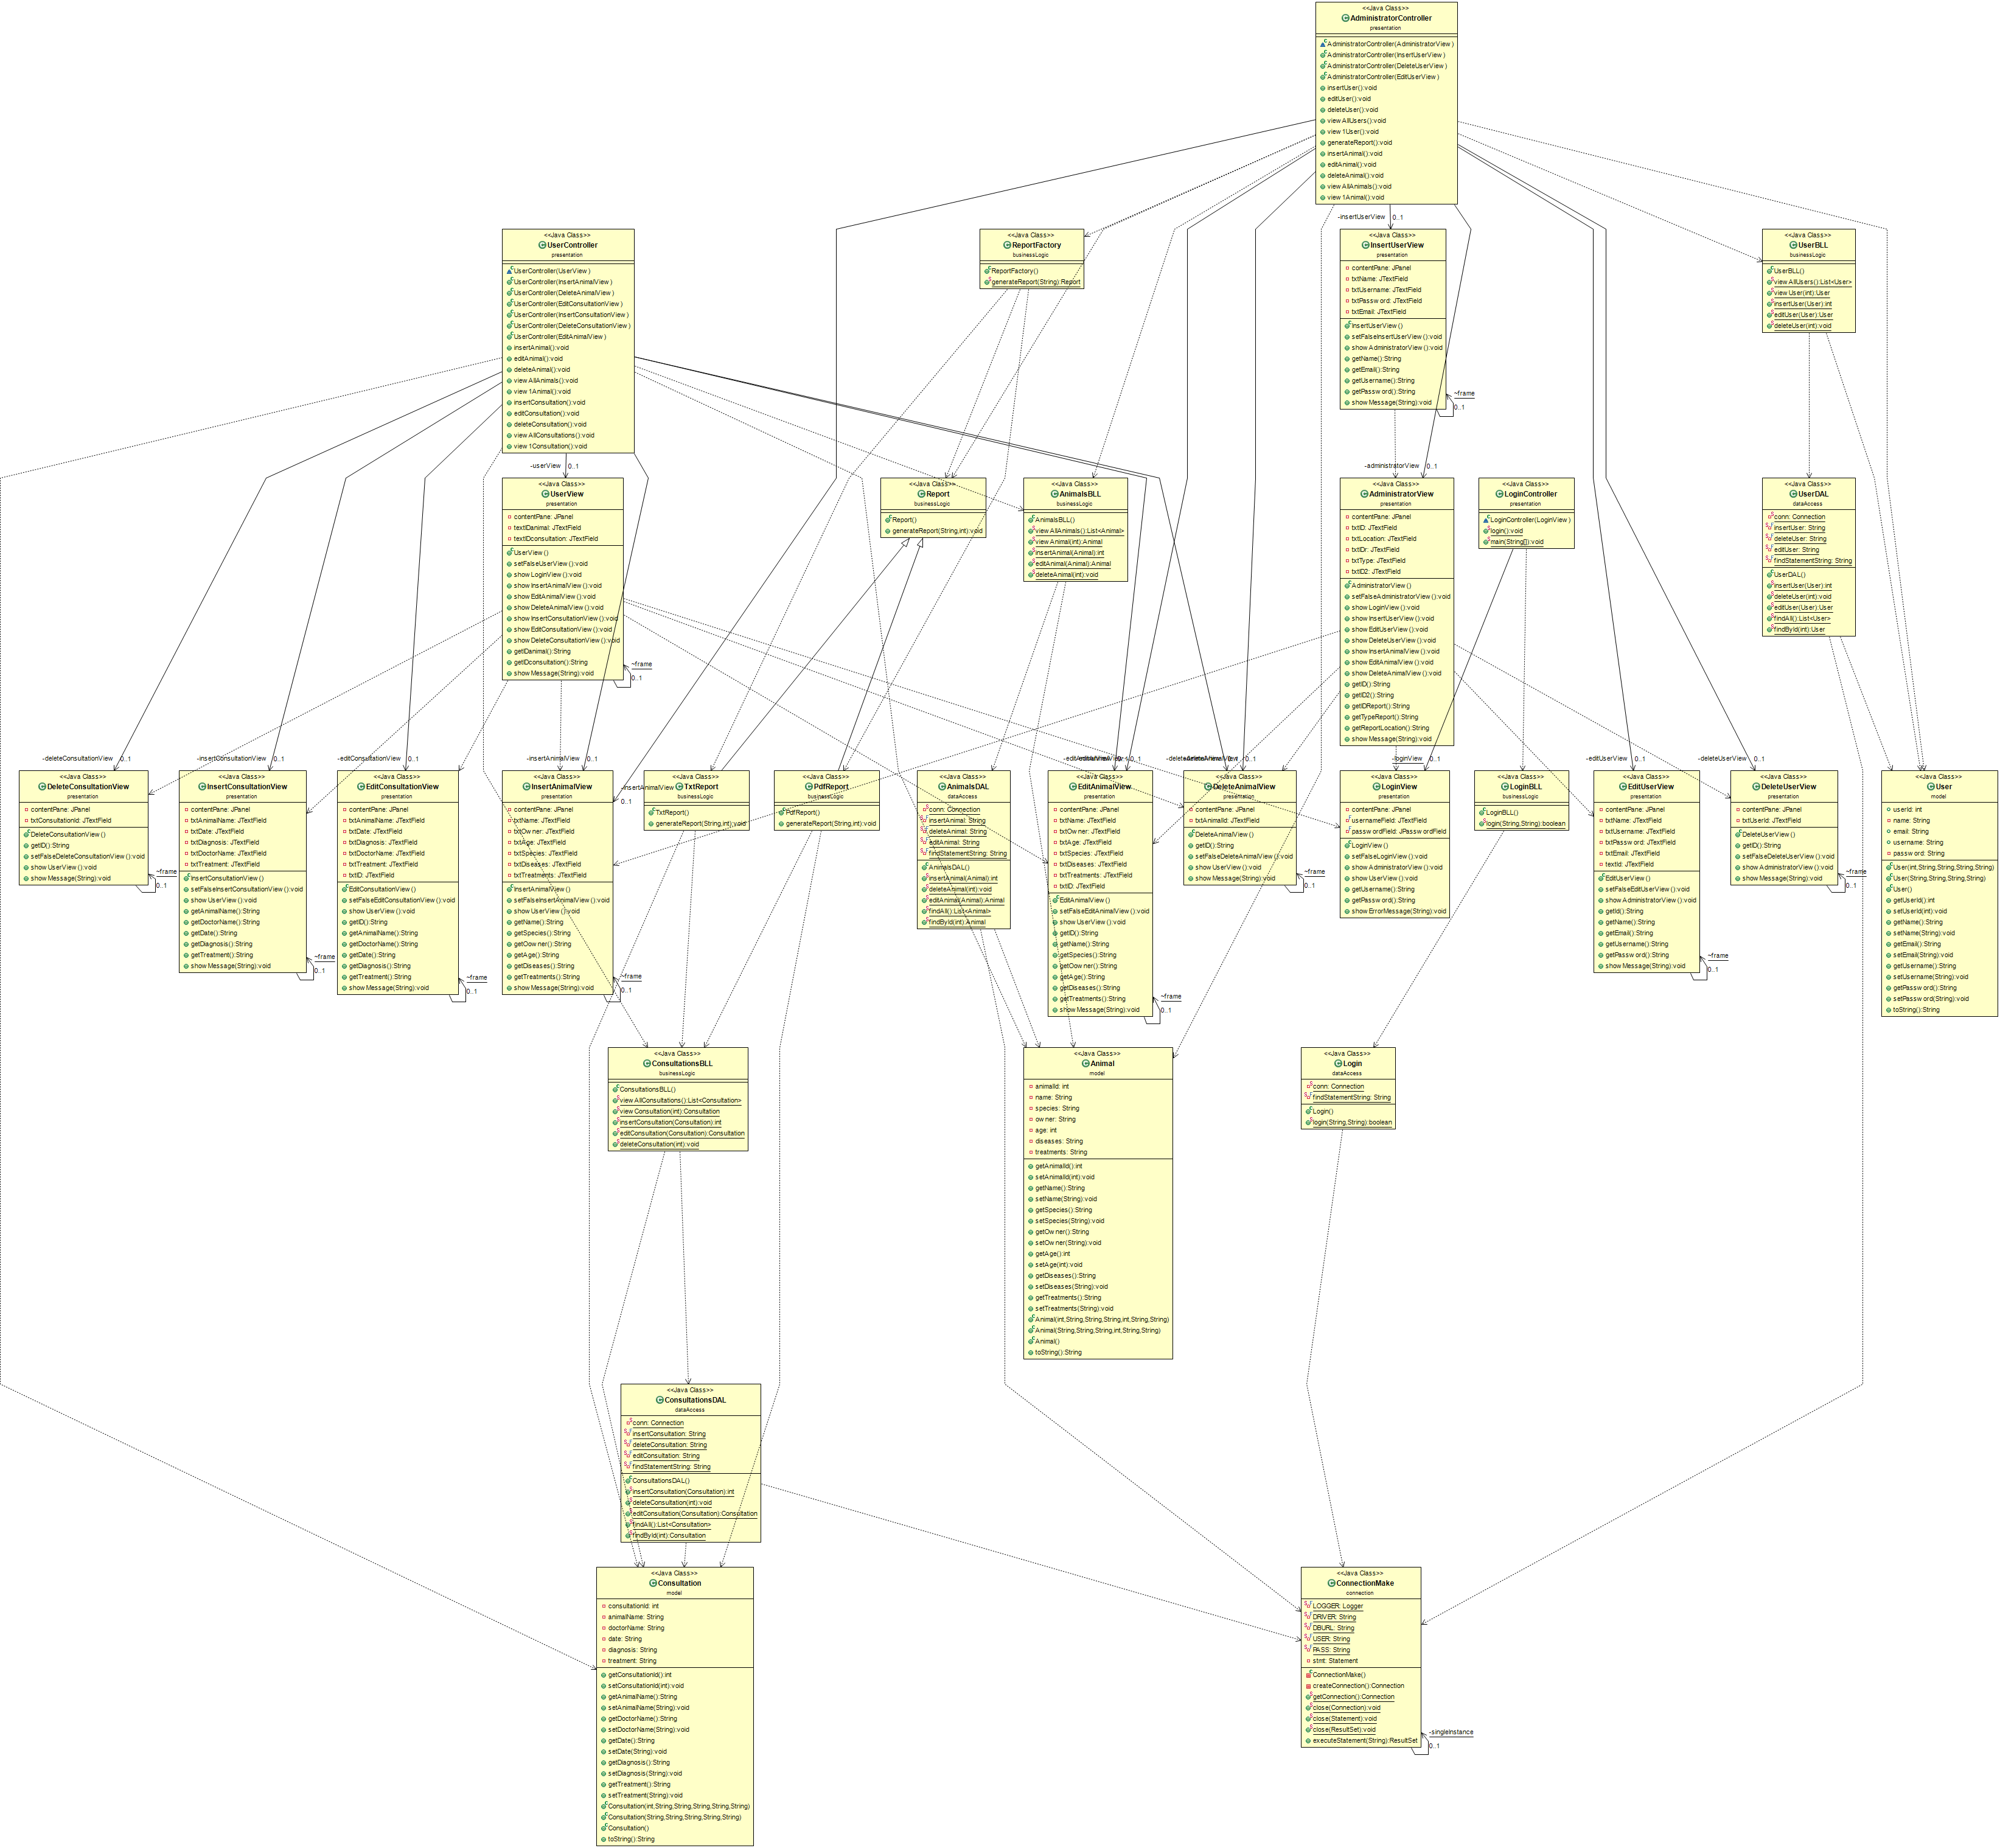 <<Java Class>>
AdministratorController
presentation
AdministratorController(AdministratorView)
AdministratorController(InsertUserView)
AdministratorController(DeleteUserView)
AdministratorController(EditUserView)
insertUser():void
editUser():void
deleteUser():void
viewAllUsers():void
view1User():void
generateReport():void
insertAnimal():void
editAnimal():void
deleteAnimal():void
viewAllAnimals():void
view1Animal():void
-insertUserView
0..1
<<Java Class>>
UserController
presentation
UserController(UserView)
UserController(InsertAnimalView)
UserController(DeleteAnimalView)
UserController(EditConsultationView)
UserController(InsertConsultationView)
UserController(DeleteConsultationView)
UserController(EditAnimalView)
insertAnimal():void
editAnimal():void
deleteAnimal():void
viewAllAnimals():void
view1Animal():void
insertConsultation():void
editConsultation():void
deleteConsultation():void
viewAllConsultations():void
view1Consultation():void
-userView
0..1
<<Java Class>>
ReportFactory
businessLogic
ReportFactory()
generateReport(String):Report
<<Java Class>>
InsertUserView
presentation
contentPane: JPanel
txtName: JTextField
txtUsername: JTextField
txtPassword: JTextField
txtEmail: JTextField
InsertUserView()
setFalseInsertUserView():void
showAdministratorView():void
getName():String
getEmail():String
getUsername():String
getPassword():String
showMessage(String):void
~frame
0..1
-administratorView
0..1
<<Java Class>>
UserBLL
businessLogic
UserBLL()
viewAllUsers():List<User>
viewUser(int):User
insertUser(User):int
editUser(User):User
deleteUser(int):void
<<Java Class>>
UserView
presentation
contentPane: JPanel
textIDanimal: JTextField
textIDconsultation: JTextField
UserView()
setFalseUserView():void
showLoginView():void
showInsertAnimalView():void
showEditAnimalView():void
showDeleteAnimalView():void
showInsertConsultationView():void
showEditConsultationView():void
showDeleteConsultationView():void
getIDanimal():String
getIDconsultation():String
showMessage(String):void
~frame
0..1
<<Java Class>>
Report
businessLogic
Report()
generateReport(String,int):void
<<Java Class>>
AnimalsBLL
businessLogic
AnimalsBLL()
viewAllAnimals():List<Animal>
viewAnimal(int):Animal
insertAnimal(Animal):int
editAnimal(Animal):Animal
deleteAnimal(int):void
<<Java Class>>
AdministratorView
presentation
contentPane: JPanel
txtID: JTextField
txtLocation: JTextField
txtIDr: JTextField
txtType: JTextField
txtID2: JTextField
AdministratorView()
setFalseAdministratorView():void
showLoginView():void
showInsertUserView():void
showEditUserView():void
showDeleteUserView():void
showInsertAnimalView():void
showEditAnimalView():void
showDeleteAnimalView():void
getID():String
getID2():String
getIDReport():String
getTypeReport():String
getReportLocation():String
showMessage(String):void
<<Java Class>>
LoginController
presentation
LoginController(LoginView)
login():void
main(String[]):void
<<Java Class>>
UserDAL
dataAccess
conn: Connection
insertUser: String
deleteUser: String
editUser: String
findStatementString: String
UserDAL()
insertUser(User):int
deleteUser(int):void
editUser(User):User
findAll():List<User>
findById(int):User
-deleteConsultationView
0..1
-insertConsultationView
0..1
-editConsultationView
0..1
-insertAnimalView
0..1
-insertAnimalView
0..1
-editAnimalView
0..1
-deleteAnimalView
0..1
-loginView
0..1
-editUserView
0..1
-deleteUserView
0..1
<<Java Class>>
DeleteConsultationView
presentation
contentPane: JPanel
txtConsultationId: JTextField
DeleteConsultationView()
getID():String
setFalseDeleteConsultationView():void
showUserView():void
showMessage(String):void
~frame
0..1
<<Java Class>>
InsertConsultationView
presentation
contentPane: JPanel
txtAnimalName: JTextField
txtDate: JTextField
txtDiagnosis: JTextField
txtDoctorName: JTextField
txtTreatment: JTextField
InsertConsultationView()
setFalseInsertConsultationView():void
showUserView():void
getAnimalName():String
getDoctorName():String
getDate():String
getDiagnosis():String
getTreatment():String
showMessage(String):void
~frame
0..1
<<Java Class>>
EditConsultationView
presentation
contentPane: JPanel
txtAnimalName: JTextField
txtDate: JTextField
txtDiagnosis: JTextField
txtDoctorName: JTextField
txtTreatment: JTextField
txtID: JTextField
EditConsultationView()
setFalseEditConsultationView():void
showUserView():void
getID():String
getAnimalName():String
getDoctorName():String
getDate():String
getDiagnosis():String
getTreatment():String
showMessage(String):void
~frame
0..1
<<Java Class>>
InsertAnimalView
presentation
contentPane: JPanel
txtName: JTextField
txtOwner: JTextField
txtAge: JTextField
txtSpecies: JTextField
txtDiseases: JTextField
txtTreatments: JTextField
InsertAnimalView()
setFalseInsertAnimalView():void
showUserView():void
getName():String
getSpecies():String
getOowner():String
getAge():String
getDiseases():String
getTreatments():String
showMessage(String):void
~frame
0..1
<<Java Class>>
TxtReport
businessLogic
TxtReport()
generateReport(String,int):void
<<Java Class>>
PdfReport
businessLogic
PdfReport()
generateReport(String,int):void
<<Java Class>>
AnimalsDAL
dataAccess
conn: Connection
insertAnimal: String
deleteAnimal: String
editAnimal: String
findStatementString: String
AnimalsDAL()
insertAnimal(Animal):int
deleteAnimal(int):void
editAnimal(Animal):Animal
findAll():List<Animal>
findById(int):Animal
<<Java Class>>
EditAnimalView
presentation
contentPane: JPanel
txtName: JTextField
txtOwner: JTextField
txtAge: JTextField
txtSpecies: JTextField
txtDiseases: JTextField
txtTreatments: JTextField
txtID: JTextField
EditAnimalView()
setFalseEditAnimalView():void
showUserView():void
getID():String
getName():String
getSpecies():String
getOowner():String
getAge():String
getDiseases():String
getTreatments():String
showMessage(String):void
~frame
0..1
<<Java Class>>
DeleteAnimalView
presentation
contentPane: JPanel
txtAnimalId: JTextField
DeleteAnimalView()
getID():String
setFalseDeleteAnimalView():void
showUserView():void
showMessage(String):void
~frame
0..1
<<Java Class>>
LoginView
presentation
usernameField: JTextField
passwordField: JPasswordField
LoginView()
setFalseLoginView():void
showAdministratorView():void
showUserView():void
getUsername():String
getPassword():String
showErrorMessage(String):void
<<Java Class>>
LoginBLL
businessLogic
LoginBLL()
login(String,String):boolean
<<Java Class>>
EditUserView
presentation
contentPane: JPanel
txtName: JTextField
txtUsername: JTextField
txtPassword: JTextField
txtEmail: JTextField
textId: JTextField
EditUserView()
setFalseEditUserView():void
showAdministratorView():void
getId():String
getName():String
getEmail():String
getUsername():String
getPassword():String
showMessage(String):void
~frame
0..1
<<Java Class>>
DeleteUserView
presentation
contentPane: JPanel
txtUserId: JTextField
DeleteUserView()
getID():String
setFalseDeleteUserView():void
showAdministratorView():void
showMessage(String):void
~frame
0..1
<<Java Class>>
User
model
userId: int
name: String
email: String
username: String
password: String
User(int,String,String,String,String)
User(String,String,String,String)
User()
getUserId():int
setUserId(int):void
getName():String
setName(String):void
getEmail():String
setEmail(String):void
getUsername():String
setUsername(String):void
getPassword():String
setPassword(String):void
toString():String
<<Java Class>>
ConsultationsBLL
businessLogic
ConsultationsBLL()
viewAllConsultations():List<Consultation>
viewConsultation(int):Consultation
insertConsultation(Consultation):int
editConsultation(Consultation):Consultation
deleteConsultation(int):void
<<Java Class>>
Animal
model
animalId: int
name: String
species: String
owner: String
age: int
diseases: String
treatments: String
getAnimalId():int
setAnimalId(int):void
getName():String
setName(String):void
getSpecies():String
setSpecies(String):void
getOwner():String
setOwner(String):void
getAge():int
setAge(int):void
getDiseases():String
setDiseases(String):void
getTreatments():String
setTreatments(String):void
Animal(int,String,String,String,int,String,String)
Animal(String,String,String,int,String,String)
Animal()
toString():String
<<Java Class>>
Login
dataAccess
conn: Connection
findStatementString: String
Login()
login(String,String):boolean
<<Java Class>>
ConsultationsDAL
dataAccess
conn: Connection
insertConsultation: String
deleteConsultation: String
editConsultation: String
findStatementString: String
ConsultationsDAL()
insertConsultation(Consultation):int
deleteConsultation(int):void
editConsultation(Consultation):Consultation
findAll():List<Consultation>
findById(int):Consultation
<<Java Class>>
Consultation
model
consultationId: int
animalName: String
doctorName: String
date: String
diagnosis: String
treatment: String
getConsultationId():int
setConsultationId(int):void
getAnimalName():String
setAnimalName(String):void
getDoctorName():String
setDoctorName(String):void
getDate():String
setDate(String):void
getDiagnosis():String
setDiagnosis(String):void
getTreatment():String
setTreatment(String):void
Consultation(int,String,String,String,String,String)
Consultation(String,String,String,String,String)
Consultation()
toString():String
<<Java Class>>
ConnectionMake
connection
LOGGER: Logger
DRIVER: String
DBURL: String
USER: String
PASS: String
stmt: Statement
ConnectionMake()
createConnection():Connection
getConnection():Connection
close(Connection):void
close(Statement):void
close(ResultSet):void
executeStatement(String):ResultSet
-singleInstance
0..1